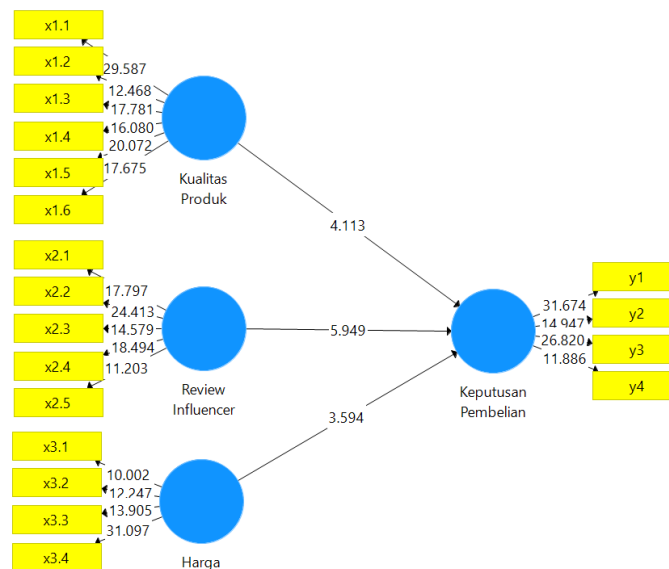 x1.1
x1.2
x1.3
x1.4
x1.5
x1.6
29.587
12.468
17.781
16.080
20.072
17.675
Kualitas
Produk
4.113
x2.1
x2.2
x2.3
x2.4
x2.5
17.797
24.413
14.579
18.494
11.203
Review
Influencer
5.949
x3.1
x3.2
x3.3
x3.4
10.002
12.247
13.905
31.097
Harga
3.594
Keputusan
Pembelian
31.674
14.947
26.820
11.886
y1
y2
y3
y4